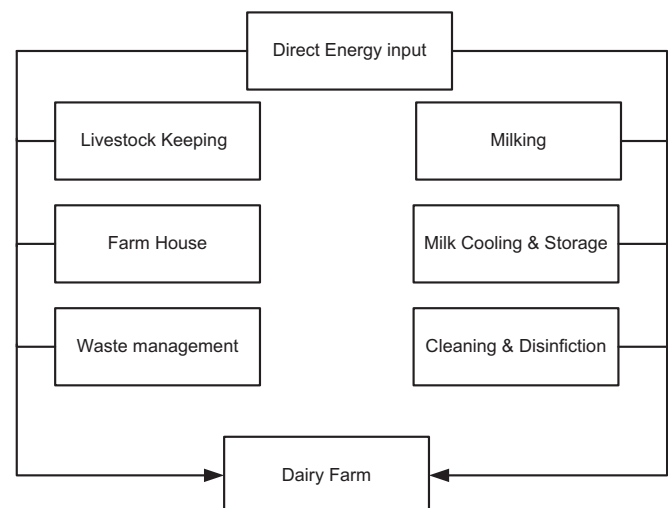 Direct Energy input
Livestock Keeping
Milking
Farm House
Milk Cooling & Storage
Waste management
Cleaning & Disinfiction
Dairy Farm